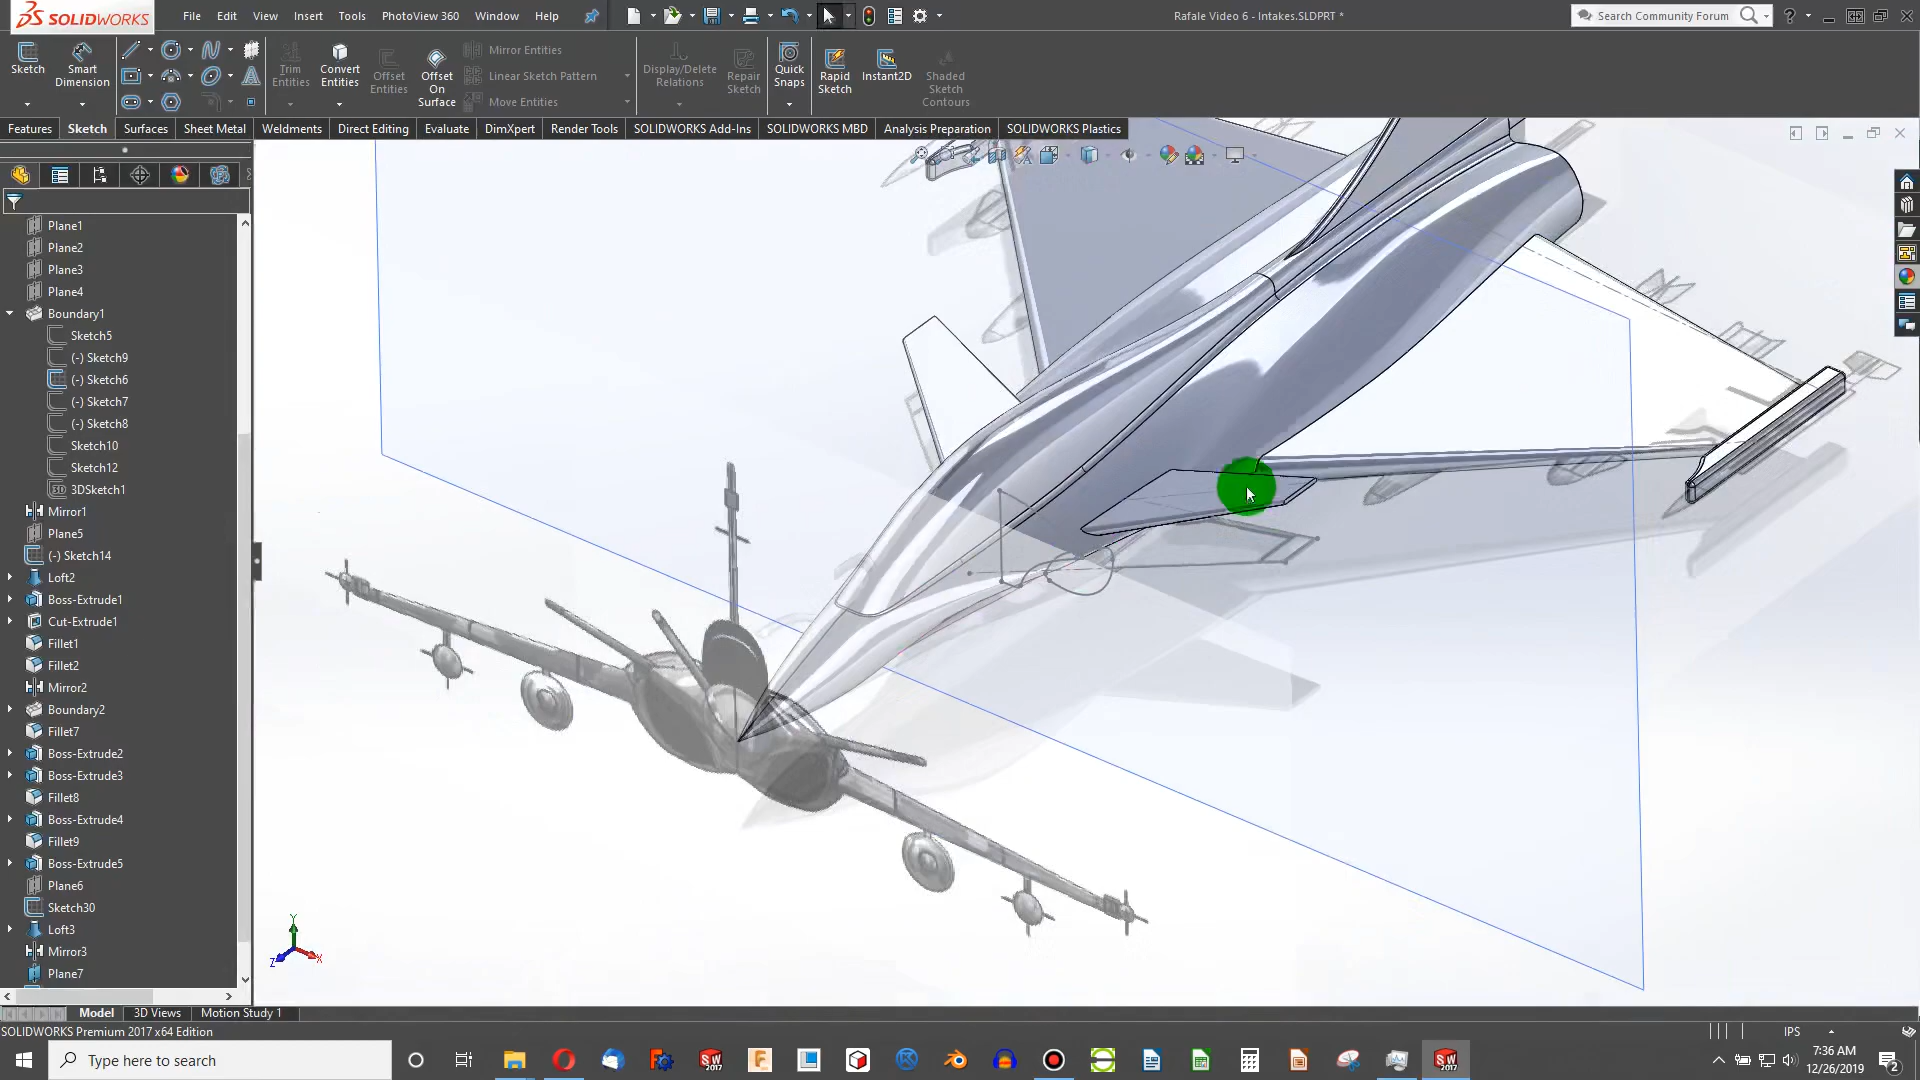 SOLIDWORKS File Edit View Insert Tools PhotoView 360 Window Help Rafale Video 6 - Intakes.SLDPRT * Search Community Forum
Sketch Smart Dimension Trim Entities Convert Entities Offset Entities Offset On Surface Mirror Entities Linear Sketch Pattern Move Entities Display/Delete Relations Repair Sketch Quick Snaps Rapid Sketch Instant2D Shaded Sketch Contours
Features Sketch Surfaces Sheet Metal Weldments Direct Editing Evaluate DimXpert Render Tools SOLIDWORKS Add-Ins SOLIDWORKS MBD Analysis Preparation SOLIDWORKS Plastics
Plane1
Plane2
Plane3
Plane4
Boundary1
Sketch5
(-) Sketch9
(-) Sketch6
(-) Sketch7
(-) Sketch8
Sketch10
Sketch12
3DSketch1
Mirror1
Plane5
(-) Sketch14
Loft2
Boss-Extrude1
Cut-Extrude1
Fillet1
Fillet2
Mirror2
Boundary2
Fillet7
Boss-Extrude2
Boss-Extrude3
Fillet8
Boss-Extrude4
Fillet9
Boss-Extrude5
Plane6
Sketch30
Loft3
Mirror3
Plane7
Y
Z X
Model 3D Views Motion Study 1
SOLIDWORKS Premium 2017 x64 Edition IPS
Type here to search
7:36 AM
12/26/2019
2